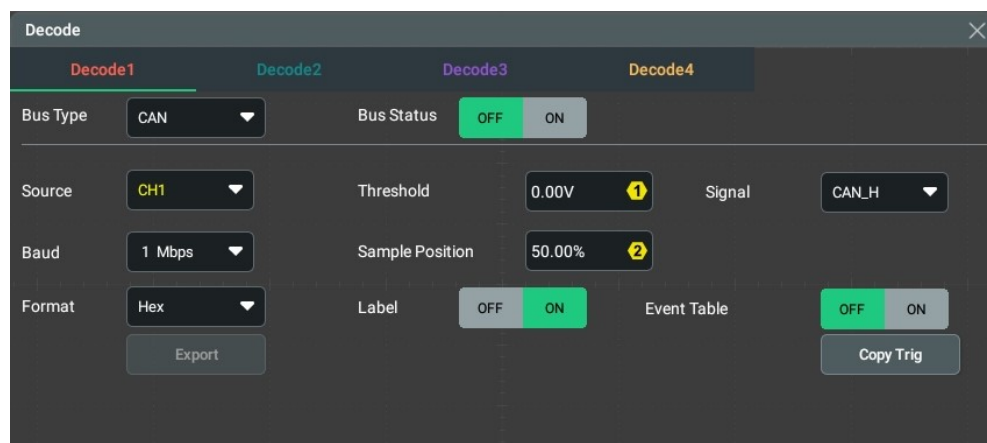 Decode
Decode1 Decode2 Decode3 Decode4
Bus Type CAN Bus Status OFF ON
Source CH1 Threshold 0.00V 1 Signal CAN_H
Baud 1 Mbps Sample Position 50.00% 2
Format Hex Label OFF ON Event Table OFF ON
Export Copy Trig